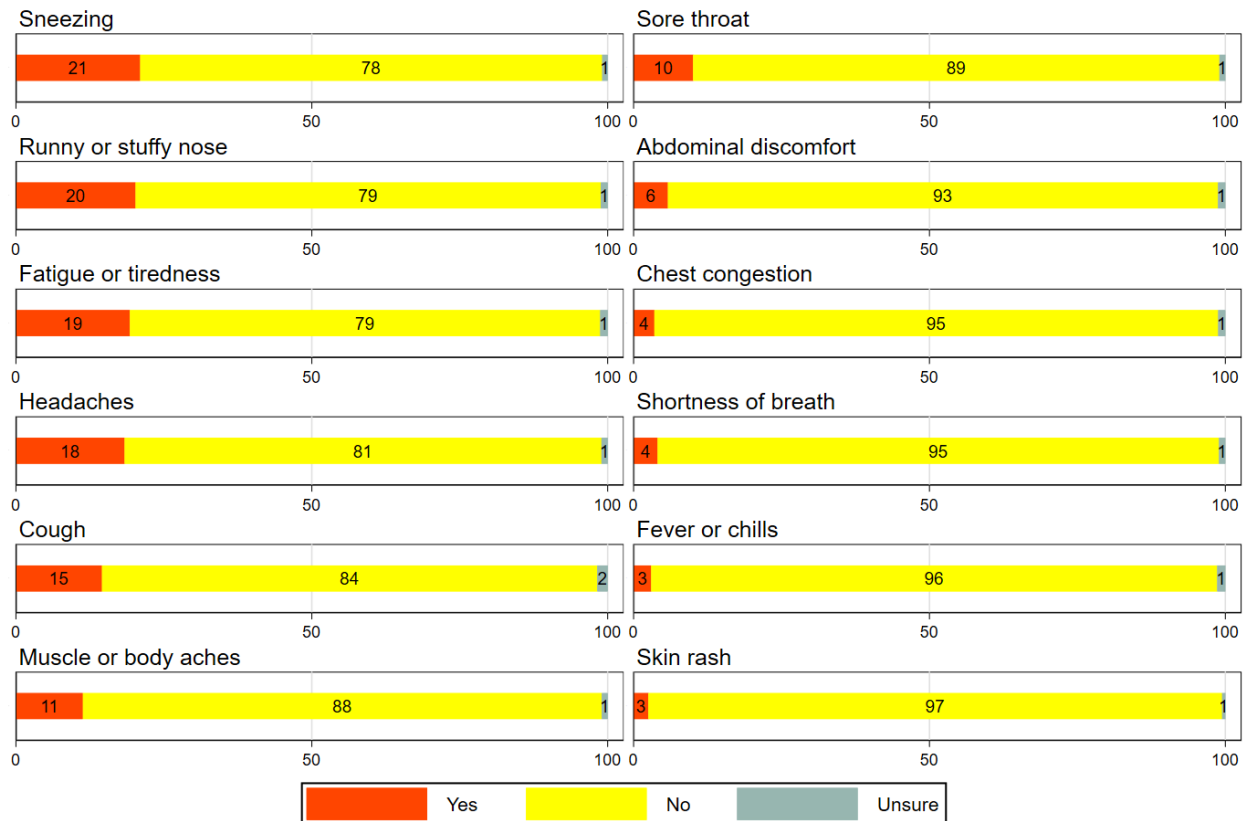 Sneezing
21 78 1
0 50 100
Runny or stuffy nose
20 79 1
0 50 100
Fatigue or tiredness
19 79 1
0 50 100
Headaches
18 81 1
0 50 100
Cough
15 84 2
0 50 100
Muscle or body aches
11 88 1
0 50 100
Sore throat
10 89 1
0 50 100
Abdominal discomfort
6 93 1
0 50 100
Chest congestion
4 95 1
0 50 100
Shortness of breath
4 95 1
0 50 100
Fever or chills
3 96 1
0 50 100
Skin rash
3 97 1
0 50 100
Yes No Unsure